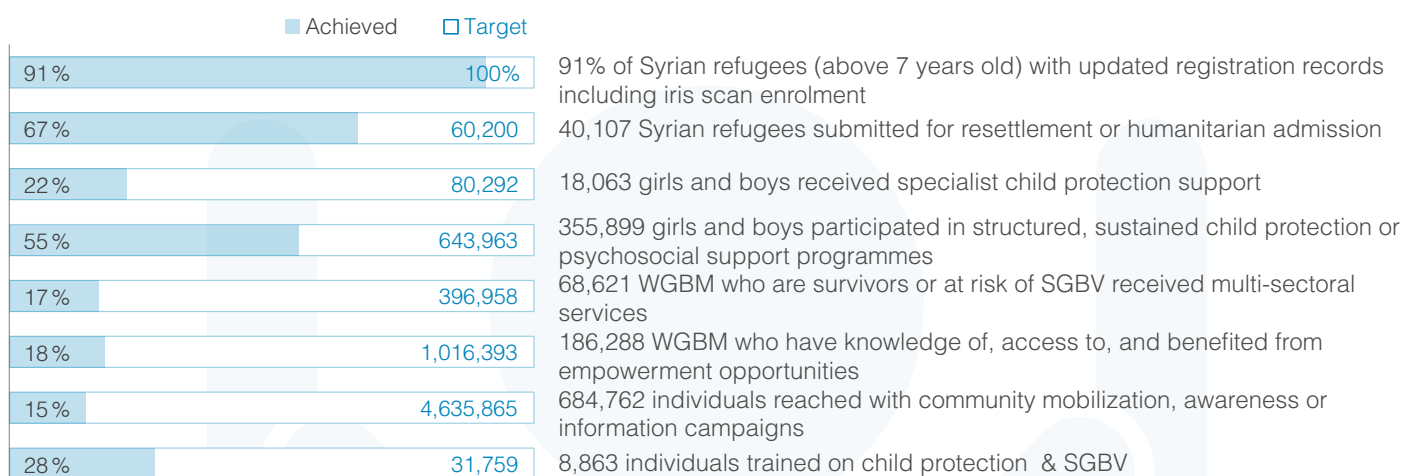 Achieved Target
91% 100% 91% of Syrian refugees (above 7 years old) with updated registration records
including iris scan enrolment
67% 60,200 40,107 Syrian refugees submitted for resettlement or humanitarian admission
22% 80,292 18,063 girls and boys received specialist child protection support
55% 643,963 355,899 girls and boys participated in structured, sustained child protection or
psychosocial support programmes
17% 396,958 68,621 WGBM who are survivors or at risk of SGBV received multi-sectoral
services
18% 1,016,393 186,288 WGBM who have knowledge of, access to, and benefited from
empowerment opportunities
15% 4,635,865 684,762 individuals reached with community mobilization, awareness or
information campaigns
28% 31,759 8,863 individuals trained on child protection & SGBV